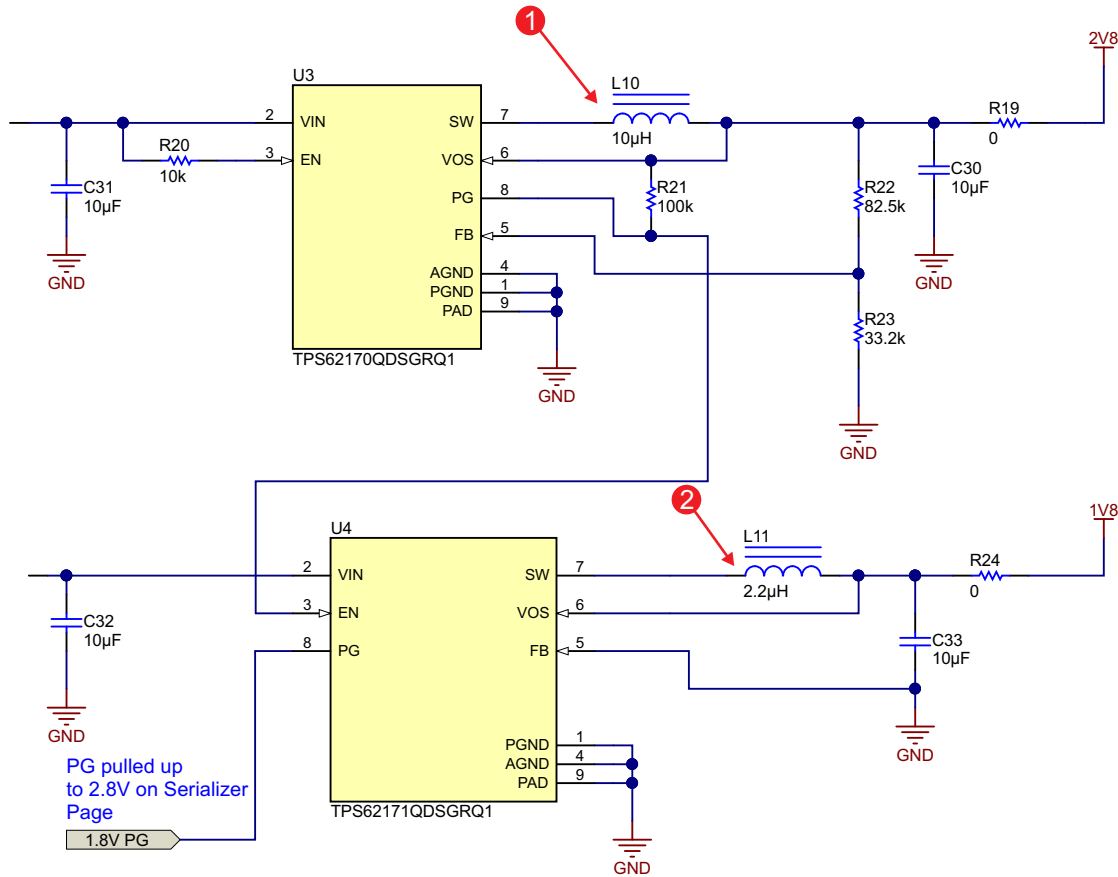 1
2V8
U3
L10
10µH
R19
0
2
VIN
SW
7
R20
10k
3
EN
VOS
6
C31
10µF
R21
100k
R22
82.5k
C30
10µF
PG
8
FB
5
GND
AGND
4
PGND
1
PAD
9
GND
R23
33.2k
TPS62170QDSGRQ1
GND
GND
2
1V8
U4
L11
2.2µH
R24
0
2
VIN
SW
7
3
EN
VOS
6
C32
10µF
8
PG
FB
5
C33
10µF
GND
GND
PGND
1
AGND
4
PAD
9
PG pulled up
to 2.8V on Serializer
Page
TPS62171QDSGRQ1
1.8V PG
GND